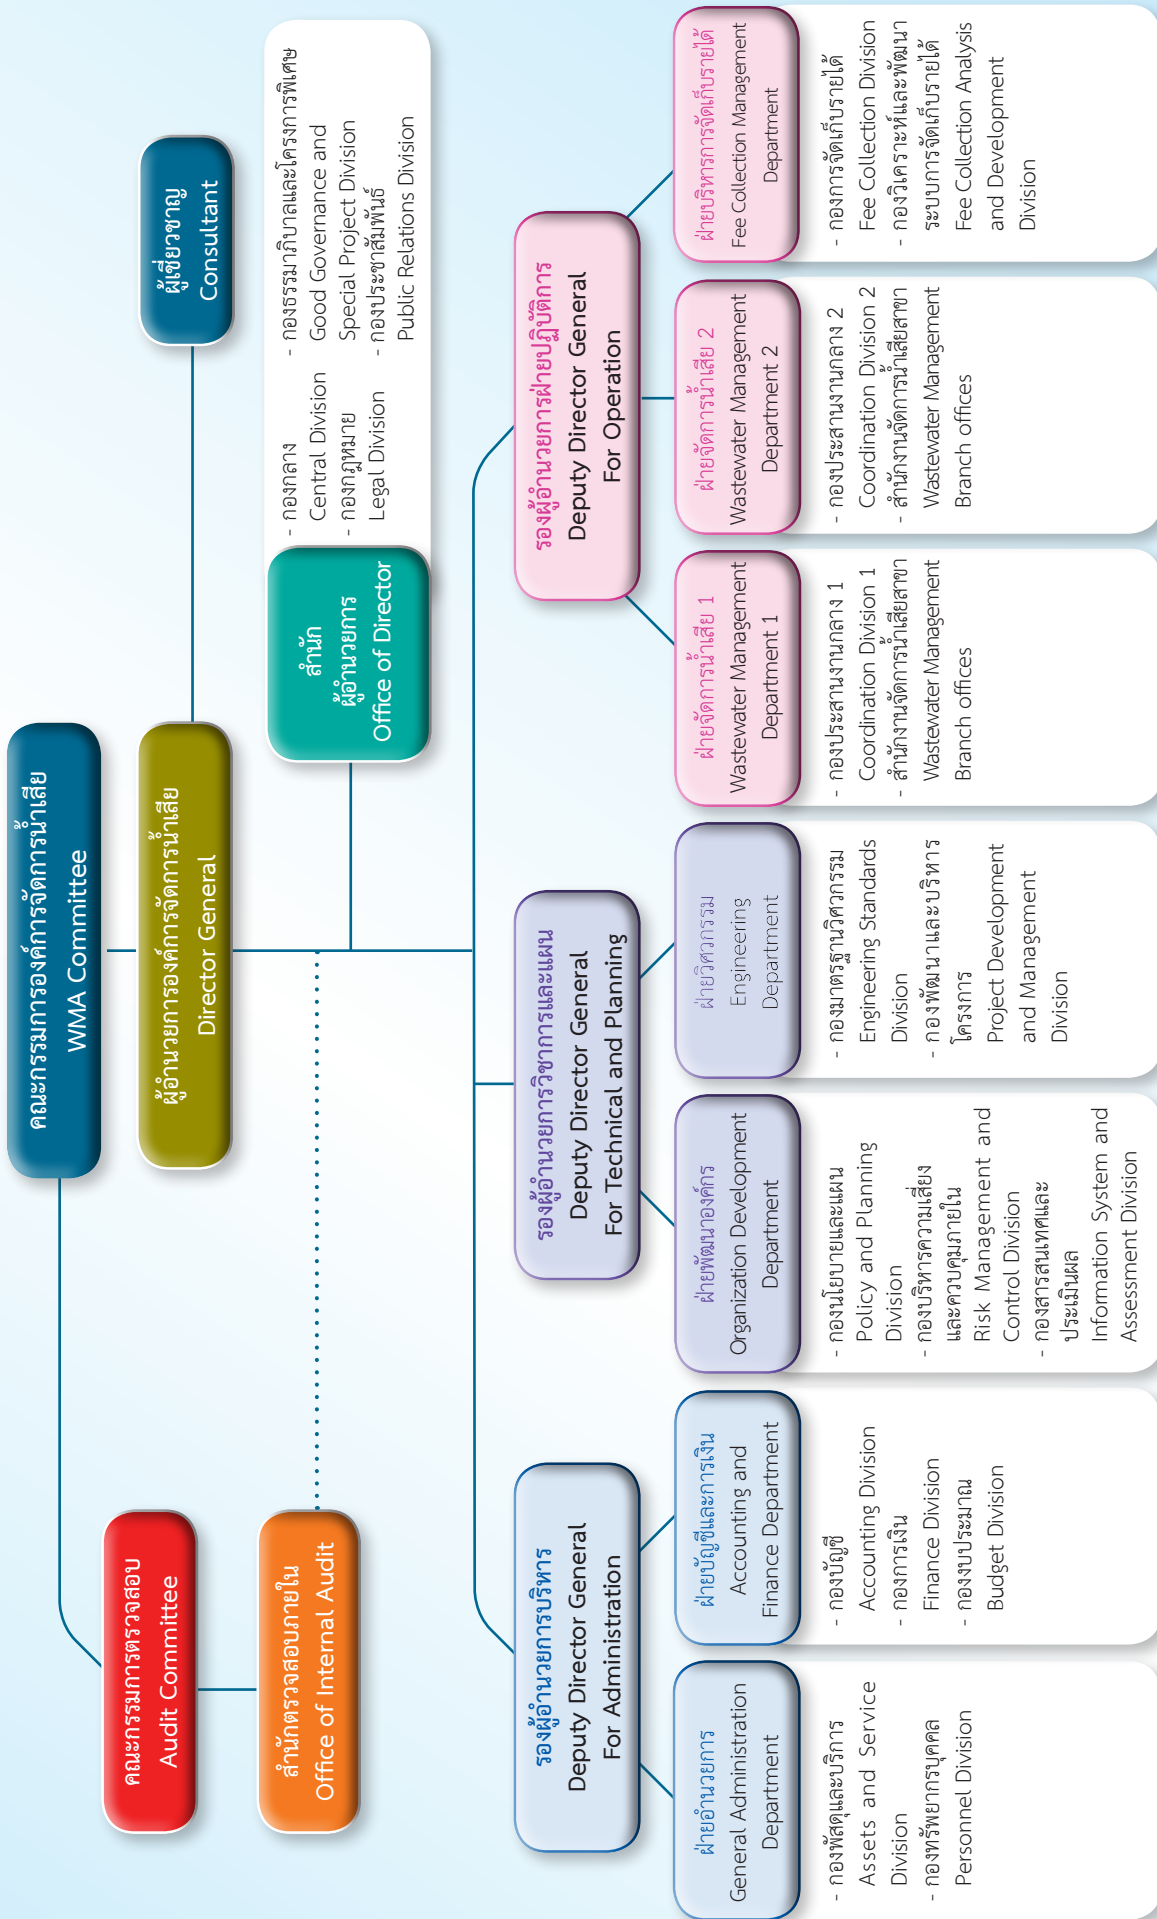 คณะกรรมการองค์การจัดการน้ำเสีย
WMA Committee
ผู้อำนวยการองค์การจัดการน้ำเสีย
Director General
ผู้เชี่ยวชาญ
Consultant
คณะกรรมการตรวจสอบ
Audit Committee
สำนักตรวจสอบภายใน
Office of Internal Audit
สำนัก
ผู้อำนวยการ
Office of Director
- กองกลาง
Central Division
- กองกฎหมาย
Legal Division
- กองธรรมาภิบาลและโครงการพิเศษ
Good Governance and
Special Project Division
- กองประชาสัมพันธ์
Public Relations Division
รองผู้อำนวยการบริหาร
Deputy Director General
For Administration
รองผู้อำนวยการวิชาการและแผน
Deputy Director General
For Technical and Planning
รองผู้อำนวยการฝ่ายปฏิบัติการ
Deputy Director General
For Operation
ฝ่ายอำนวยการ
General Administration
Department
- กองพัสดุและบริการ
Assets and Service
Division
- กองทรัพยากรบุคคล
Personnel Division
ฝ่ายบัญชีและการเงิน
Accounting and
Finance Department
- กองบัญชี
Accounting Division
- กองการเงิน
Finance Division
- กองงบประมาณ
Budget Division
ฝ่ายพัฒนาองค์กร
Organization Development
Department
- กองนโยบายและแผน
Policy and Planning
Division
- กองบริหารความเสี่ยง
และควบคุมภายใน
Risk Management and
Control Division
- กองสารสนเทศและ
ประเมินผล
Information System and
Assessment Division
ฝ่ายวิศวกรรม
Engineering
Department
- กองมาตรฐานวิศวกรรม
Engineering Standards
Division
- กองพัฒนาและบริหาร
โครงการ
Project Development
and Management
Division
ฝ่ายจัดการน้ำเสีย 1
Wastewater Management
Department 1
- กองประสานงานกลาง 1
Coordination Division 1
- สำนักงานจัดการน้ำเสียสาขา
Wastewater Management
Branch offices
ฝ่ายจัดการน้ำเสีย 2
Wastewater Management
Department 2
- กองประสานงานกลาง 2
Coordination Division 2
- สำนักงานจัดการน้ำเสียสาขา
Wastewater Management
Branch offices
ฝ่ายบริหารการจัดเก็บรายได้
Fee Collection Management
Department
- กองการจัดเก็บรายได้
Fee Collection Division
- กองวิเคราะห์และพัฒนา
ระบบการจัดเก็บรายได้
Fee Collection Analysis
and Development
Division